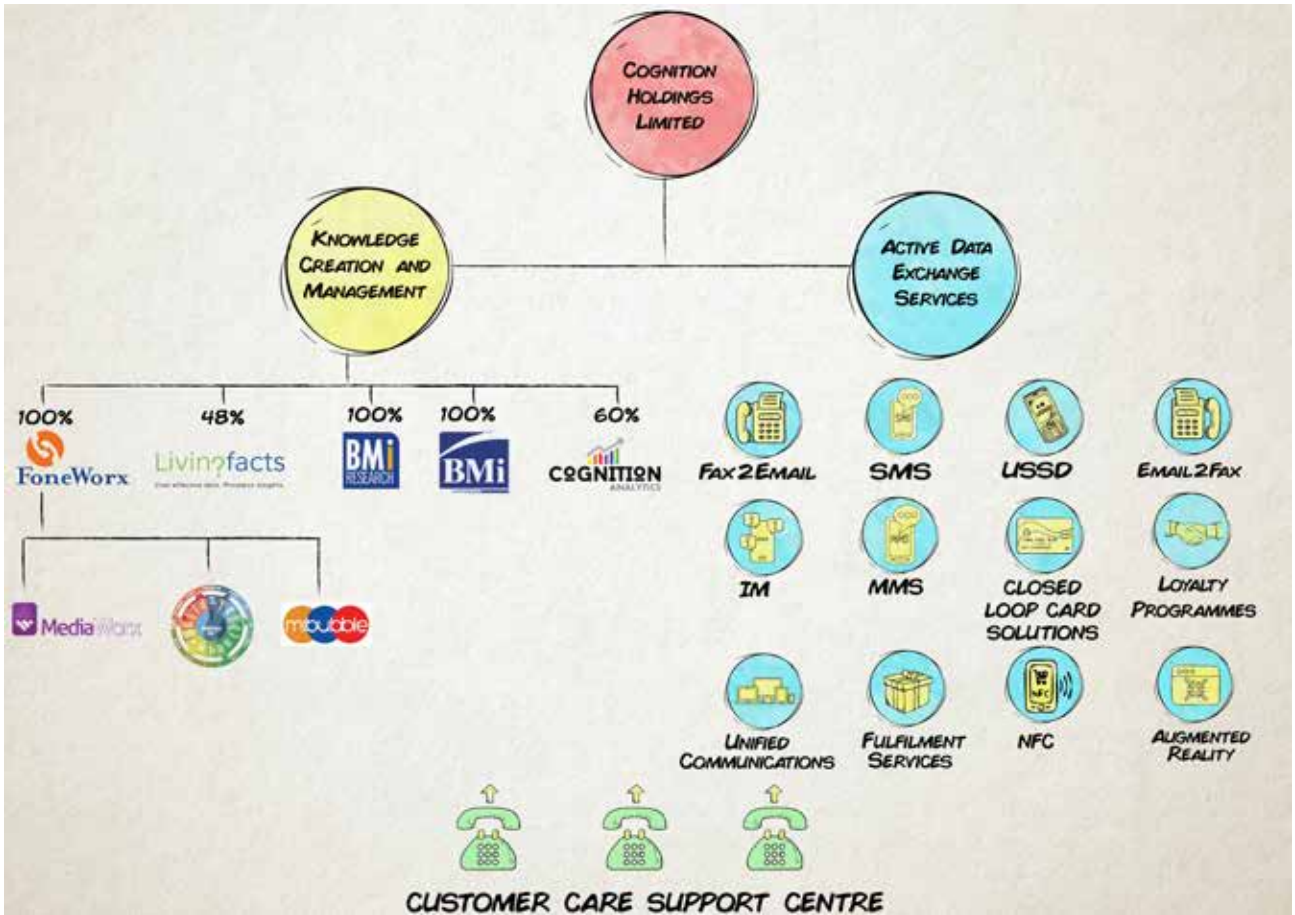 COGNITION
HOLDINGS
LIMITED
KNOWLEDGE
CREATION AND
MANAGEMENT
ACTIVE DATA
EXCHANGE
SERVICES
100%
48%
100%
100%
60%
FoneWorx
Livingfacts
BMi
RESEARCH
BMi
COGNITION
ANALYTICS
MediaWorx
mibubble
FAX2EMAIL
SMS
USSD
EMAIL2FAX
IM
MMS
CLOSED
LOOP CARD
SOLUTIONS
LOYALTY
PROGRAMMES
NFC
UNIFIED
COMMUNICATIONS
FULFILMENT
SERVICES
NFC
AUGMENTED
REALITY
CUSTOMER CARE SUPPORT CENTRE